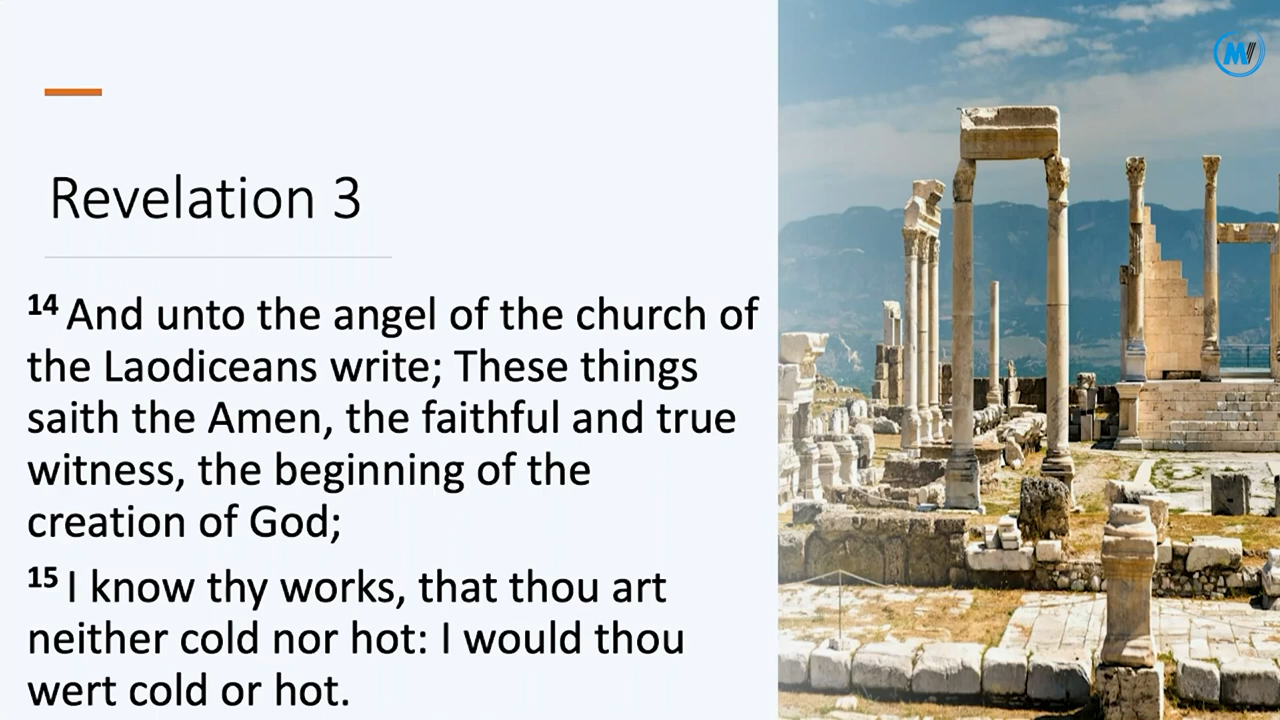 Revelation 3
14 And unto the angel of the church of
the Laodiceans write; These things
saith the Amen, the faithful and true
witness, the beginning of the
creation of God;
15 I know thy works, that thou art
neither cold nor hot: I would thou
wert cold or hot.